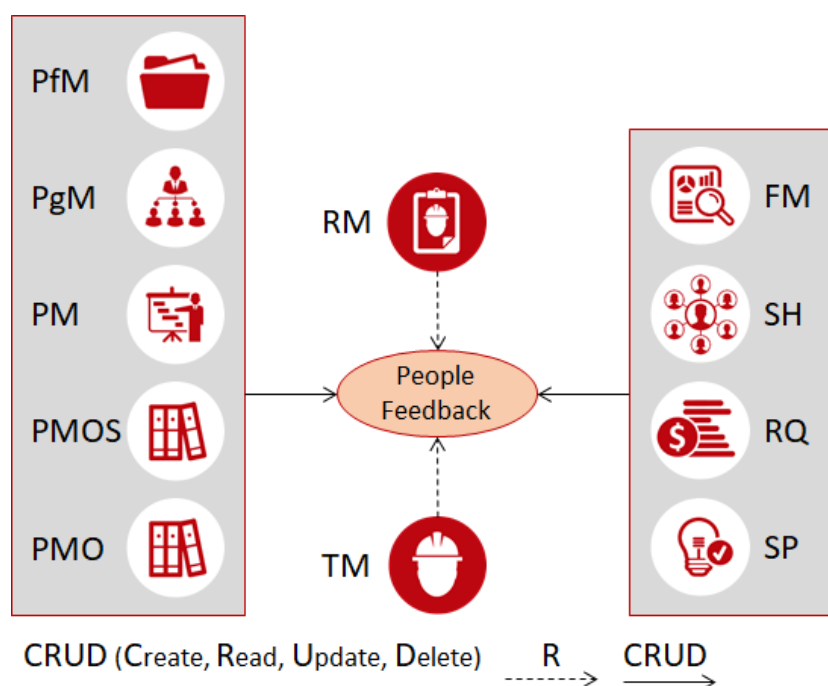 PfM
PgM
PM
PMOS
PMO
RM
People
Feedback
TM
FM
SH
$
RQ
SP
CRUD (Create, Read, Update, Delete)
R
CRUD